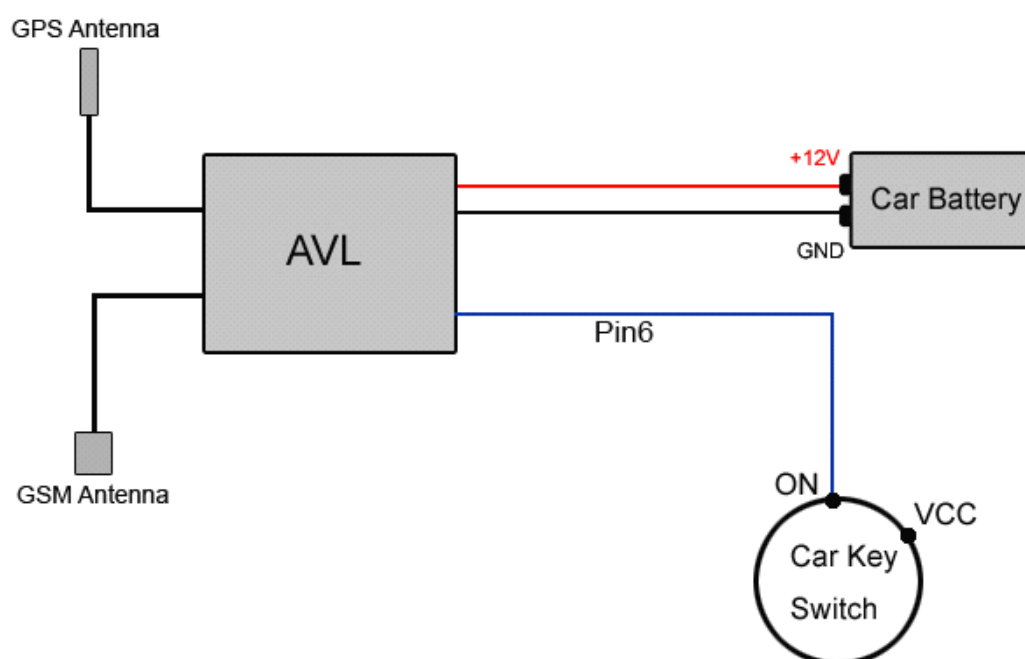 GPS Antenna
+12V
Car Battery
AVL
GND
Pin6
GSM Antenna
ON
VCC
Car Key
Switch